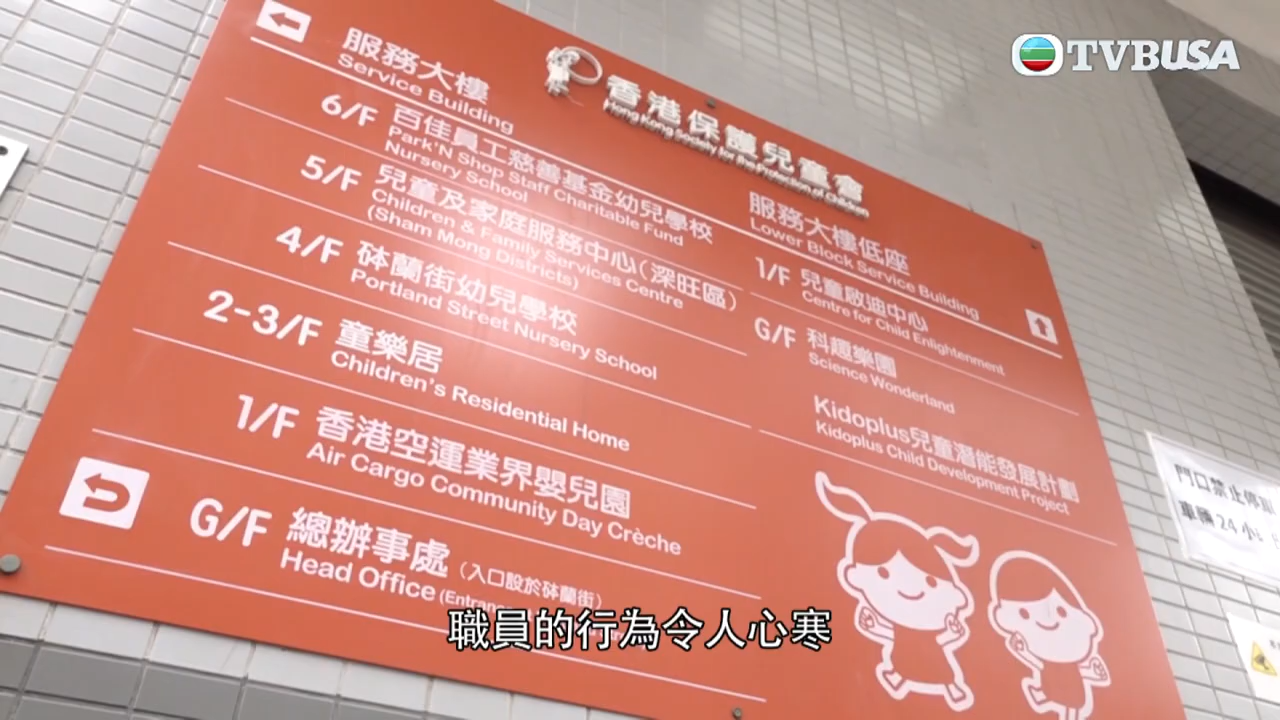 TVBUSA
香港保護兒童會
Hong Kong Society for the Protection of Children
服務大樓
Service Building
6/F 百佳員工慈善基金幼兒學校
Park'N Shop Staff Charitable Fund
Nursery School
5/F 兒童及家庭服務中心(深旺區)
Children & Family Services Centre
(Sham Mong Districts)
4/F 砵蘭街幼兒學校
Portland Street Nursery School
2-3/F 童樂居
Children's Residential Home
1/F 香港空運業界嬰兒園
Air Cargo Community Day Crèche
G/F 總辦事處(入口設於砵蘭街)
Head Office (Entrance
服務大樓低座
Lower Block Service Building
1/F 兒童啟迪中心
Centre for Child Enlightenment
G/F 科趣樂園
Science Wonderland
Kidoplus兒童潛能發展計劃
Kidoplus Child Development Project
門口禁止停
車輛 24 小
職員的行為令人心寒